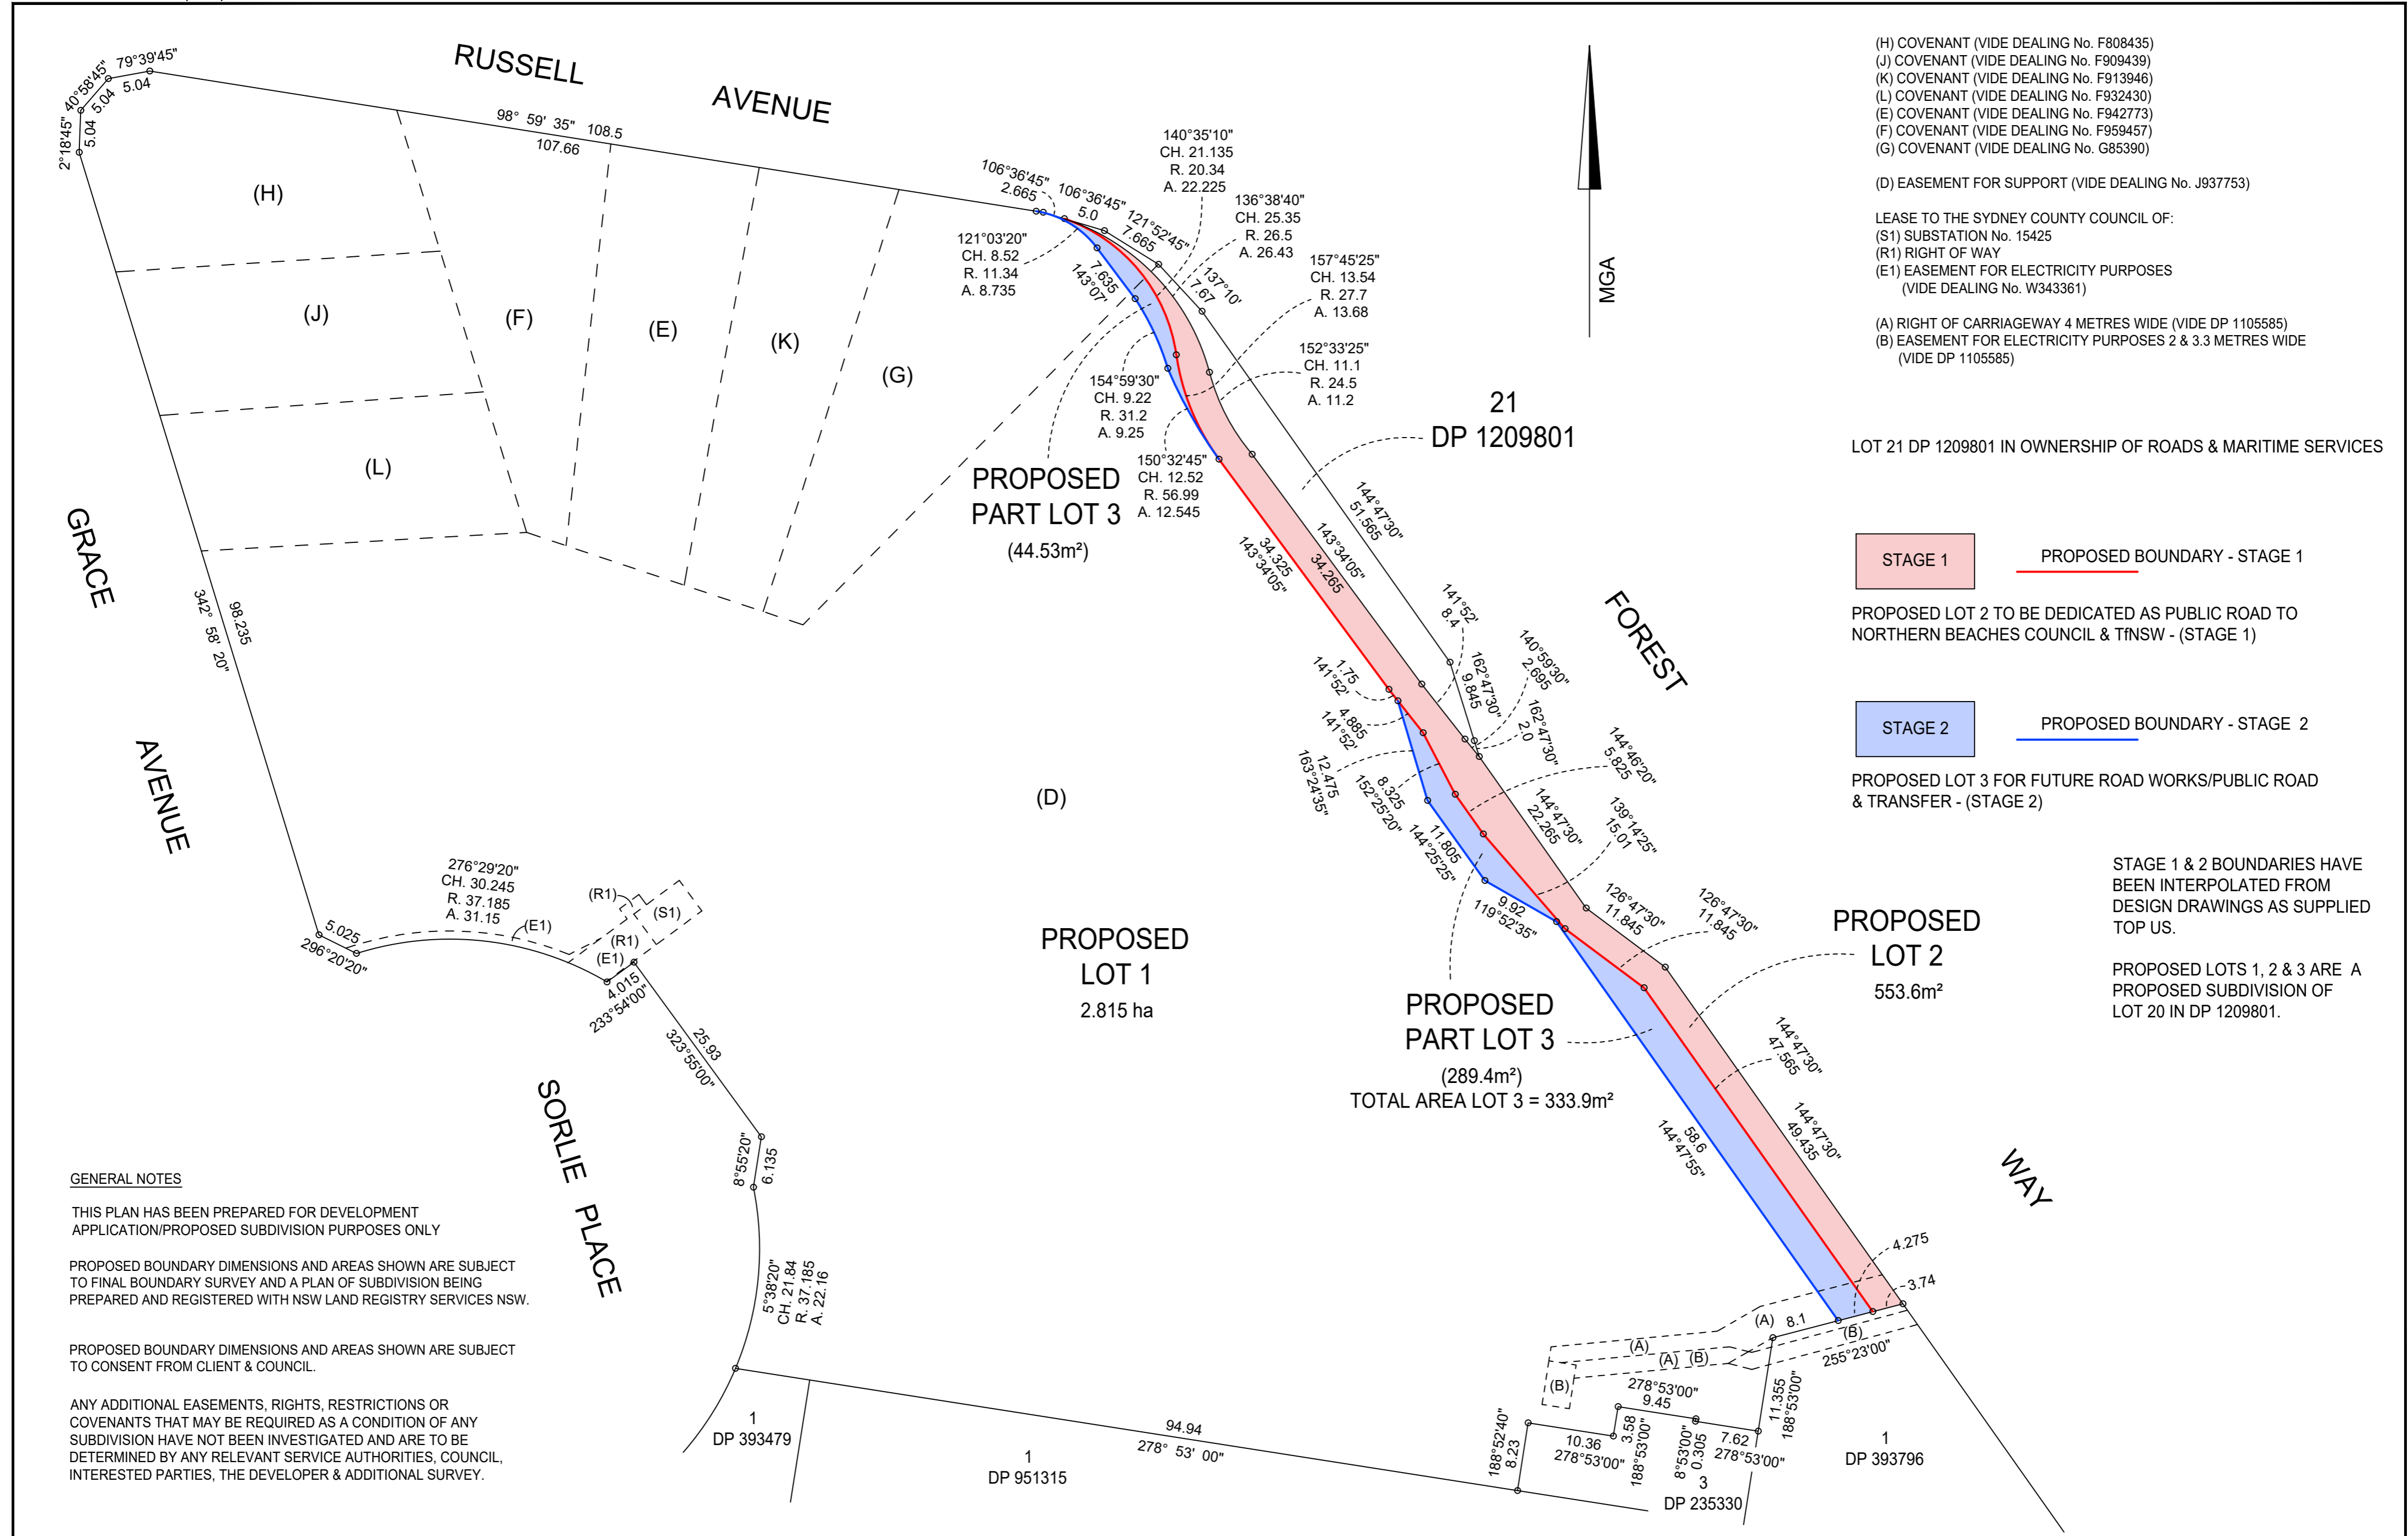 RUSSELL
AVENUE
79°39'45"
5.04
40°58'45"
5.04
2°18'45"
5.04
98° 59' 35" 108.5
107.66
(H)
(J)
(L)
(F)
(E)
(K)
(G)
106°36'45"
2.665
106°36'45"
5.0
121°52'45"
7.665
137°10'
7.67
140°35'10"
CH. 21.135
R. 20.34
A. 22.225
136°38'40"
CH. 25.35
R. 26.5
A. 26.43
121°03'20"
CH. 8.52
R. 11.34
A. 8.735
7.635
143°07'
157°45'25"
CH. 13.54
R. 27.7
A. 13.68
152°33'25"
CH. 11.1
R. 24.5
A. 11.2
154°59'30"
CH. 9.22
R. 31.2
A. 9.25
150°32'45"
CH. 12.52
R. 56.99
A. 12.545
PROPOSED
PART LOT 3
(44.53m²)
MGA
21
DP 1209801
144°47'30"
51.565
143°34'05"
34.265
34.325
143°34'05"
141°52'
8.4
162°47'30"
9.845
140°59'30"
2.695
162°47'30"
2.0
1.75
141°52'
4.885
141°52'
12.475
163°24'35"
8.325
152°25'20"
144°46'20"
5.825
144°47'30"
22.265
139°14'25"
15.01
11.805
144°25'25"
9.92
119°52'35"
126°47'30"
11.845
126°47'30"
11.845
FOREST
WAY
GRACE
AVENUE
342° 58' 20"
98.235
(D)
276°29'20"
CH. 30.245
R. 37.185
A. 31.15
5.025
296°20'20"
(E1)
(R1)
(S1)
(R1)
(E1)
4.015
233°54'00"
25.93
323°55'00"
8°55'20"
6.135
5°38'20"
CH. 21.84
R. 37.185
A. 22.16
SORLIE PLACE
PROPOSED
LOT 1
2.815 ha
PROPOSED
PART LOT 3
(289.4m²)
TOTAL AREA LOT 3 = 333.9m²
PROPOSED
LOT 2
553.6m²
144°47'30"
47.565
144°47'30"
49.435
58.6
144°47'55"
4.275
3.74
(A)
8.1
(B)
255°23'00"
(A)
(A) (B)
(B)
278°53'00"
9.45
11.355
188°53'00"
188°52'40"
8.23
10.36
278°53'00"
3.58
188°53'00"
8°53'00"
0.305
7.62
278°53'00"
3
DP 235330
1
DP 393796
94.94
278° 53' 00"
1
DP 393479
1
DP 951315
(H) COVENANT (VIDE DEALING No. F808435)
(J) COVENANT (VIDE DEALING No. F909439)
(K) COVENANT (VIDE DEALING No. F913946)
(L) COVENANT (VIDE DEALING No. F932430)
(E) COVENANT (VIDE DEALING No. F942773)
(F) COVENANT (VIDE DEALING No. F959457)
(G) COVENANT (VIDE DEALING No. G85390)
(D) EASEMENT FOR SUPPORT (VIDE DEALING No. J937753)
LEASE TO THE SYDNEY COUNTY COUNCIL OF:
(S1) SUBSTATION No. 15425
(R1) RIGHT OF WAY
(E1) EASEMENT FOR ELECTRICITY PURPOSES
(VIDE DEALING No. W343361)
(A) RIGHT OF CARRIAGEWAY 4 METRES WIDE (VIDE DP 1105585)
(B) EASEMENT FOR ELECTRICITY PURPOSES 2 & 3.3 METRES WIDE
(VIDE DP 1105585)
LOT 21 DP 1209801 IN OWNERSHIP OF ROADS & MARITIME SERVICES
STAGE 1
PROPOSED BOUNDARY - STAGE 1
PROPOSED LOT 2 TO BE DEDICATED AS PUBLIC ROAD TO
NORTHERN BEACHES COUNCIL & TfNSW - (STAGE 1)
STAGE 2
PROPOSED BOUNDARY - STAGE 2
PROPOSED LOT 3 FOR FUTURE ROAD WORKS/PUBLIC ROAD
& TRANSFER - (STAGE 2)
STAGE 1 & 2 BOUNDARIES HAVE
BEEN INTERPOLATED FROM
DESIGN DRAWINGS AS SUPPLIED
TOP US.
PROPOSED LOTS 1, 2 & 3 ARE A
PROPOSED SUBDIVISION OF
LOT 20 IN DP 1209801.
GENERAL NOTES
THIS PLAN HAS BEEN PREPARED FOR DEVELOPMENT
APPLICATION/PROPOSED SUBDIVISION PURPOSES ONLY
PROPOSED BOUNDARY DIMENSIONS AND AREAS SHOWN ARE SUBJECT
TO FINAL BOUNDARY SURVEY AND A PLAN OF SUBDIVISION BEING
PREPARED AND REGISTERED WITH NSW LAND REGISTRY SERVICES NSW.
PROPOSED BOUNDARY DIMENSIONS AND AREAS SHOWN ARE SUBJECT
TO CONSENT FROM CLIENT & COUNCIL.
ANY ADDITIONAL EASEMENTS, RIGHTS, RESTRICTIONS OR
COVENANTS THAT MAY BE REQUIRED AS A CONDITION OF ANY
SUBDIVISION HAVE NOT BEEN INVESTIGATED AND ARE TO BE
DETERMINED BY ANY RELEVANT SERVICE AUTHORITIES, COUNCIL,
INTERESTED PARTIES, THE DEVELOPER & ADDITIONAL SURVEY.